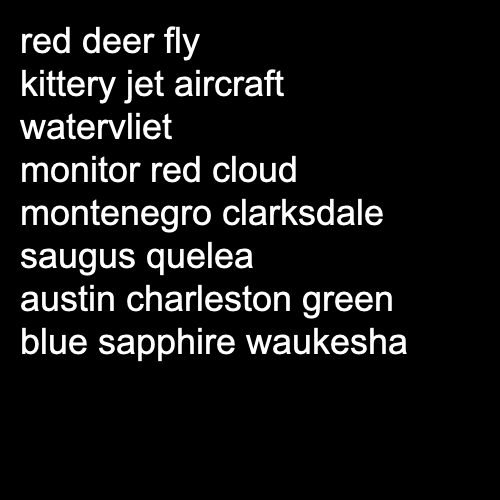 red deer fly
kittery jet aircraft
watervliet
monitor red cloud
montenegro clarksdale
saugus quelea
austin charleston green
blue sapphire waukesha